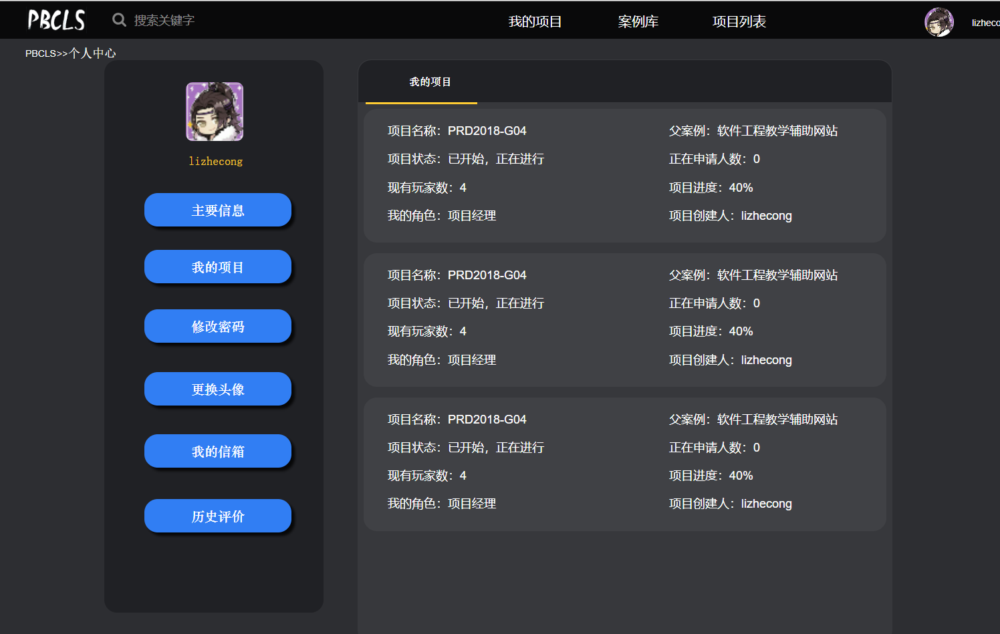 PBCLS 搜索关键字 我的项目 案例库 项目列表 lizheco
PBCLS>>个人中心
lizhecong
主要信息
我的项目
修改密码
更换头像
我的信箱
历史评价
我的项目
项目名称：PRD2018-G04 父案例：软件工程教学辅助网站
项目状态：已开始，正在进行 正在申请人数：0
现有玩家数：4 项目进度：40%
我的角色：项目经理 项目创建人：lizhecong
项目名称：PRD2018-G04 父案例：软件工程教学辅助网站
项目状态：已开始，正在进行 正在申请人数：0
现有玩家数：4 项目进度：40%
我的角色：项目经理 项目创建人：lizhecong
项目名称：PRD2018-G04 父案例：软件工程教学辅助网站
项目状态：已开始，正在进行 正在申请人数：0
现有玩家数：4 项目进度：40%
我的角色：项目经理 项目创建人：lizhecong